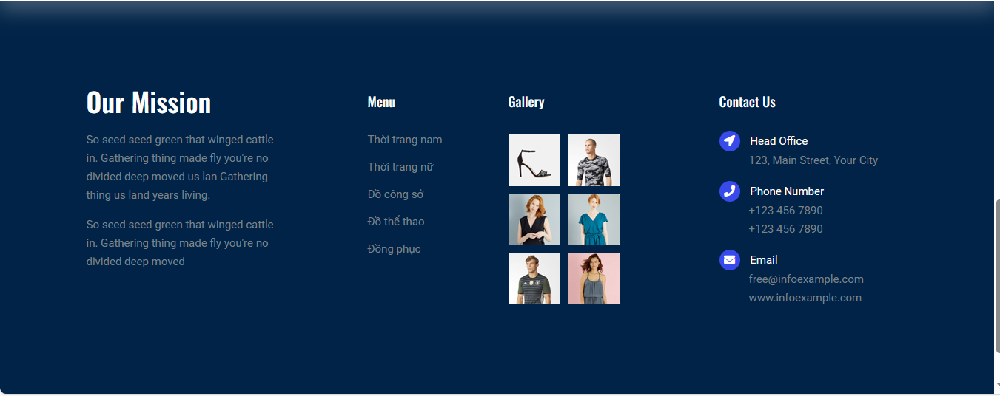 Our Mission
So seed seed green that winged cattle
in. Gathering thing made fly you're no
divided deep moved us lan Gathering
thing us land years living.
So seed seed green that winged cattle
in. Gathering thing made fly you're no
divided deep moved
Menu
Thời trang nam
Thời trang nữ
Đồ công sở
Đồ thể thao
Đồng phục
Gallery
Contact Us
Head Office
123, Main Street, Your City
Phone Number
+123 456 7890
+123 456 7890
Email
free@infoexample.com
www.infoexample.com